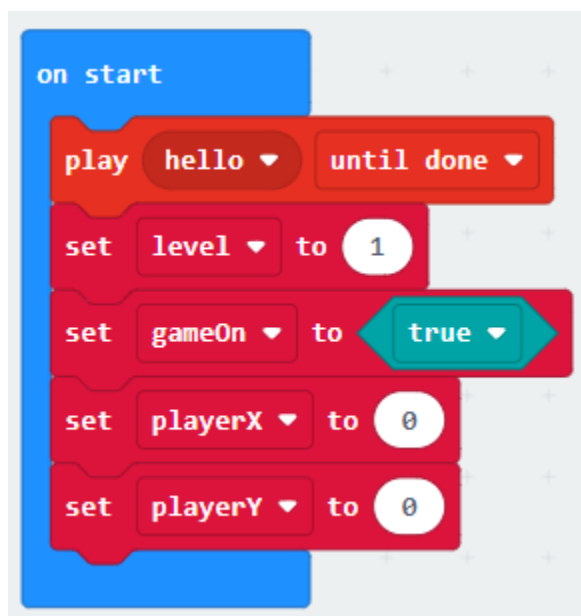 on start
play hello until done
set level to 1
set gameOn to true
set playerX to 0
set playerY to 0